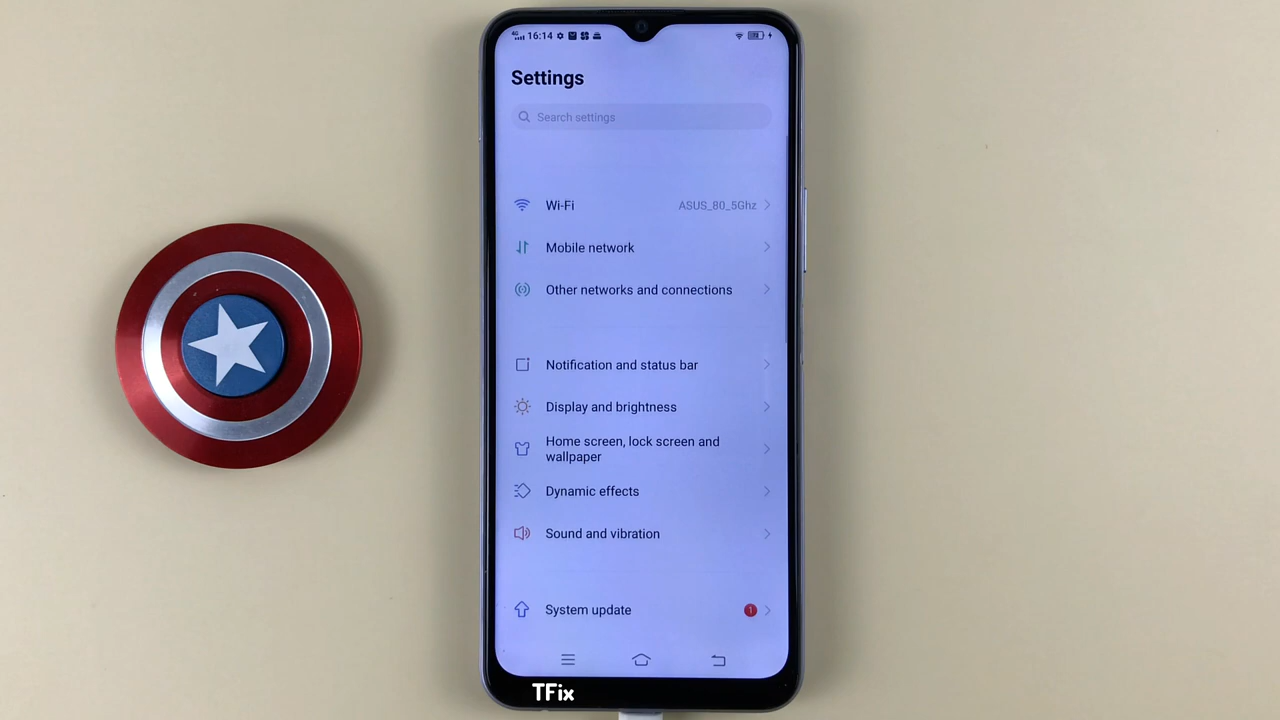 4G 16:14
Settings
Search settings
Wi-Fi ASUS_80_5Ghz
Mobile network
Other networks and connections
Notification and status bar
Display and brightness
Home screen, lock screen and
wallpaper
Dynamic effects
Sound and vibration
System update 1
TFix